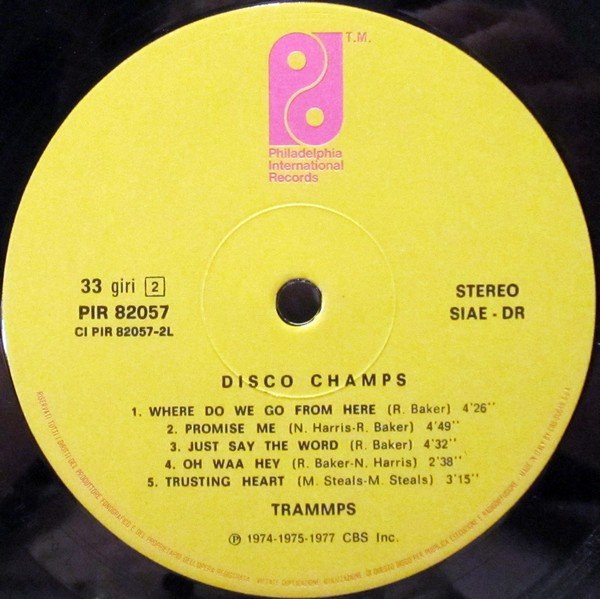 T.M.
Philadelphia
International
Records
33 giri 2
PIR 82057
CI PIR 82057-2L
STEREO
SIAE - DR
DISCO CHAMPS
1. WHERE DO WE GO FROM HERE (R. Baker) 4'26''
2. PROMISE ME (N. Harris-R. Baker) 4'49''
3. JUST SAY THE WORD (R. Baker) 4'32''
4. OH WAA HEY (R. Baker-N. Harris) 2'38''
5. TRUSTING HEART (M. Steals-M. Steals) 3'15''
TRAMMPS
Ⓟ 1974-1975-1977 CBS Inc.